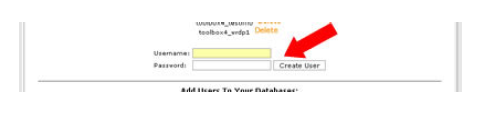 toolbox4_wrdp1 Delete
Username:
Password: Create User
Add Users To Your Databases: